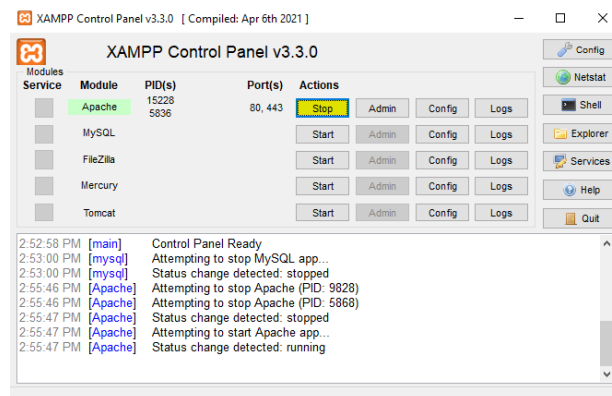 XAMPP Control Panel v3.3.0 [ Compiled: Apr 6th 2021 ]
XAMPP Control Panel v3.3.0
Config
Modules
Service Module PID(s) Port(s) Actions
Netstat
Apache 15228 5836 80, 443 Stop Admin Config Logs
Shell
MySQL Start Admin Config Logs
Explorer
FileZilla Start Admin Config Logs
Services
Mercury Start Admin Config Logs
Help
Tomcat Start Admin Config Logs
Quit
2:52:58 PM [main] Control Panel Ready
2:53:00 PM [mysql] Attempting to stop MySQL app...
2:53:00 PM [mysql] Status change detected: stopped
2:55:46 PM [Apache] Attempting to stop Apache (PID: 9828)
2:55:46 PM [Apache] Attempting to stop Apache (PID: 5868)
2:55:47 PM [Apache] Status change detected: stopped
2:55:47 PM [Apache] Attempting to start Apache app...
2:55:47 PM [Apache] Status change detected: running